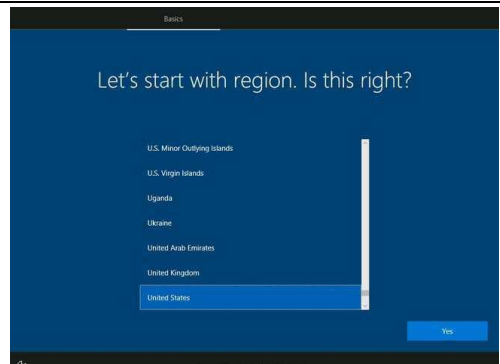 Basics
Let's start with region. Is this right?
U.S. Minor Outlying Islands
U.S. Virgin Islands
Uganda
Ukraine
United Arab Emirates
United Kingdom
United States
Yes